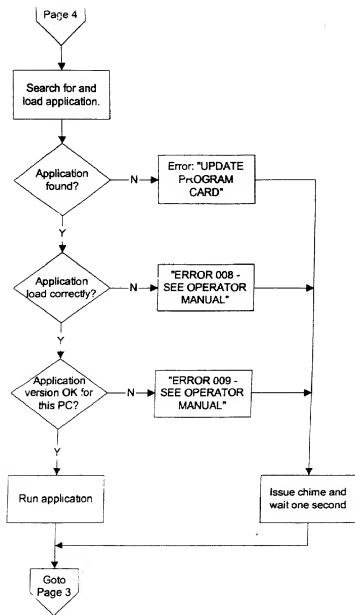 Page 4
Search for and
load application.
Application
found?
N
Error: "UPDATE
PROGRAM
CARD"
Y
Application
load correctly?
N
"ERROR 008 -
SEE OPERATOR
MANUAL"
Y
Application
version OK for
this PC?
N
"ERROR 009 -
SEE OPERATOR
MANUAL"
Y
Run application
Issue chime and
wait one second
Goto
Page 3